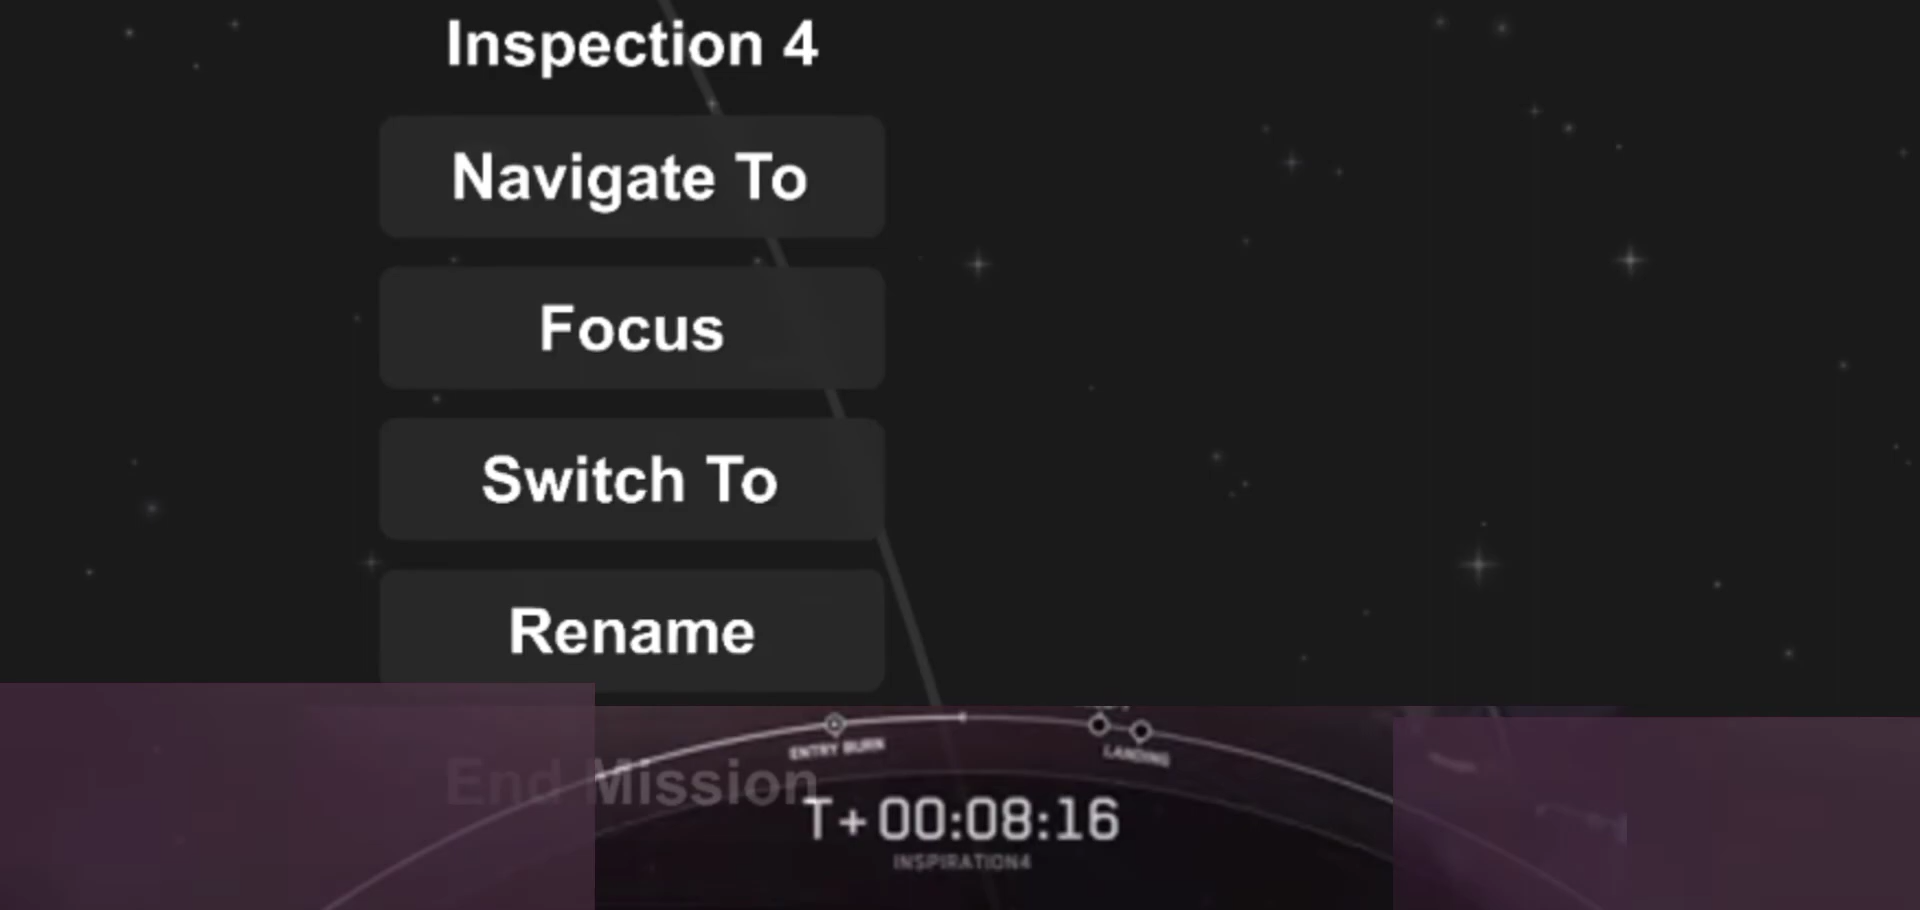 Inspection 4
Navigate To
Focus
Switch To
Rename
End Mission
ENTRY BURN
LANDING
T+00:08:16
INSPIRATION4